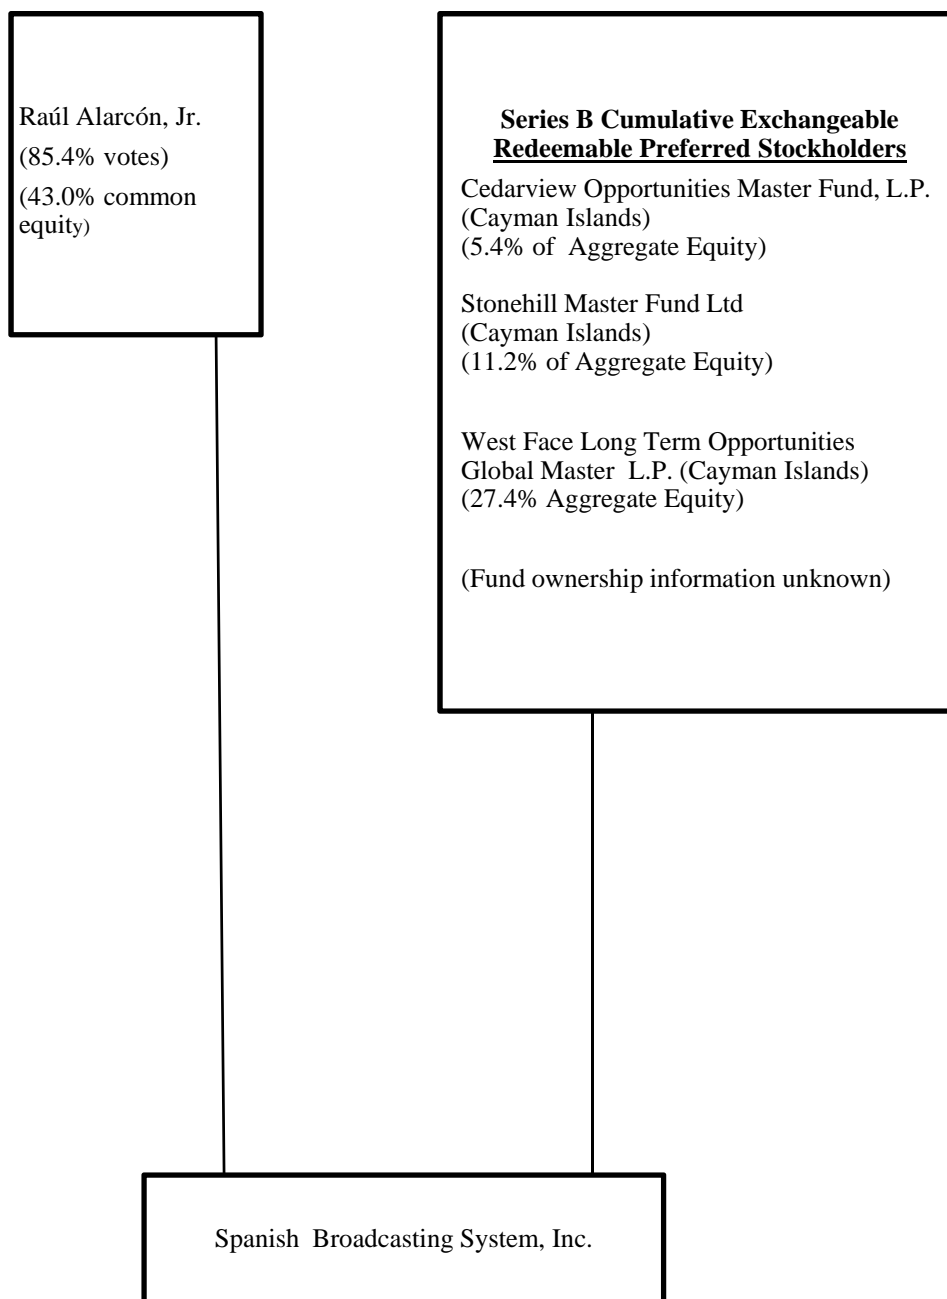 Raúl Alarcón, Jr.
(85.4% votes)
(43.0% common
equity)
Series B Cumulative Exchangeable
Redeemable Preferred Stockholders
Cedarview Opportunities Master Fund, L.P.
(Cayman Islands)
(5.4% of Aggregate Equity)
Stonehill Master Fund Ltd
(Cayman Islands)
(11.2% of Aggregate Equity)
West Face Long Term Opportunities
Global Master L.P. (Cayman Islands)
(27.4% Aggregate Equity)
(Fund ownership information unknown)
Spanish Broadcasting System, Inc.